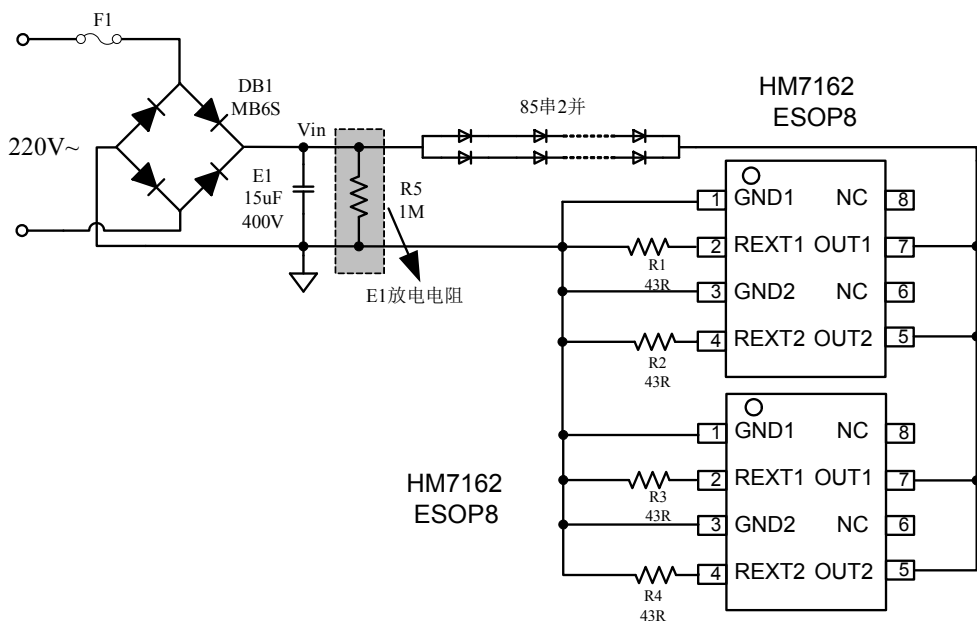 F1
DB1
MB6S
220V~
Vin
E1
15uF
400V
R5
1M
E1放电电阻
85串2并
HM7162
ESOP8
1 GND1 NC 8
2 REXT1 OUT1 7
3 GND2 NC 6
4 REXT2 OUT2 5
R1
43R
R2
43R
HM7162
ESOP8
1 GND1 NC 8
2 REXT1 OUT1 7
3 GND2 NC 6
4 REXT2 OUT2 5
R3
43R
R4
43R